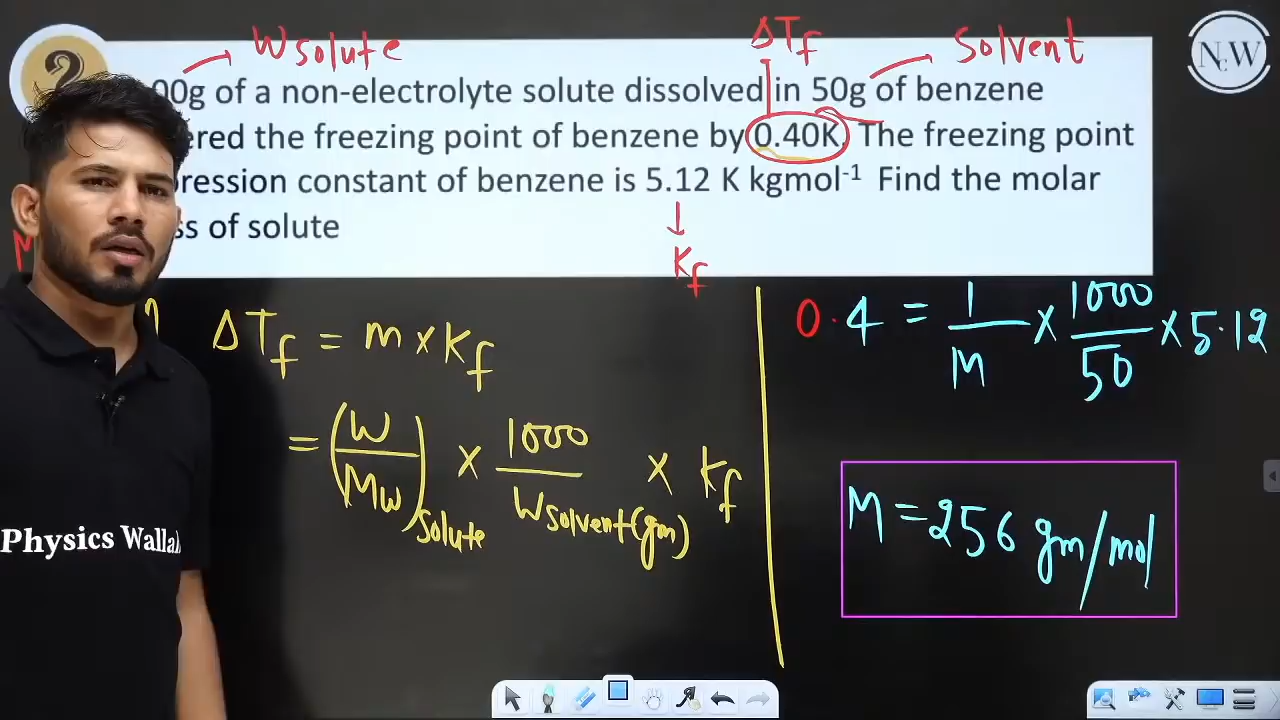 W solute
ΔTf
Solvent
NcW
00g of a non-electrolyte solute dissolved in 50g of benzene
ered the freezing point of benzene by 0.40K. The freezing point
ression constant of benzene is 5.12 K kgmol-1 Find the molar
ss of solute
Kf
ΔTf = m x Kf
= (W/Mw)solute x 1000/Wsolvent(gm) x Kf
0.4 = 1/M x 1000/50 x 5.12
M = 256 gm/mol
Physics Walla